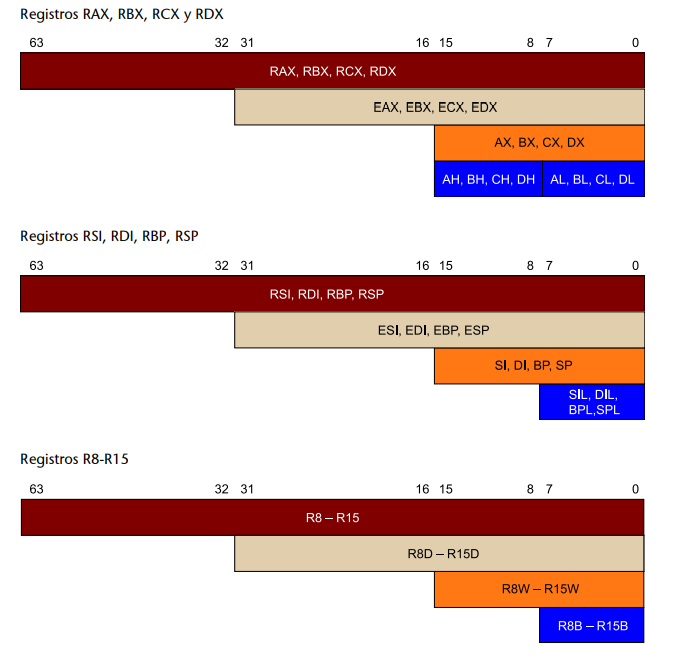 Registros RAX, RBX, RCX y RDX
63 32 31 16 15 8 7 0
RAX, RBX, RCX, RDX
EAX, EBX, ECX, EDX
AX, BX, CX, DX
AH, BH, CH, DH AL, BL, CL, DL
Registros RSI, RDI, RBP, RSP
63 32 31 16 15 8 7 0
RSI, RDI, RBP, RSP
ESI, EDI, EBP, ESP
SI, DI, BP, SP
SIL, DIL,
BPL,SPL
Registros R8-R15
63 32 31 16 15 8 7 0
R8 – R15
R8D – R15D
R8W – R15W
R8B – R15B